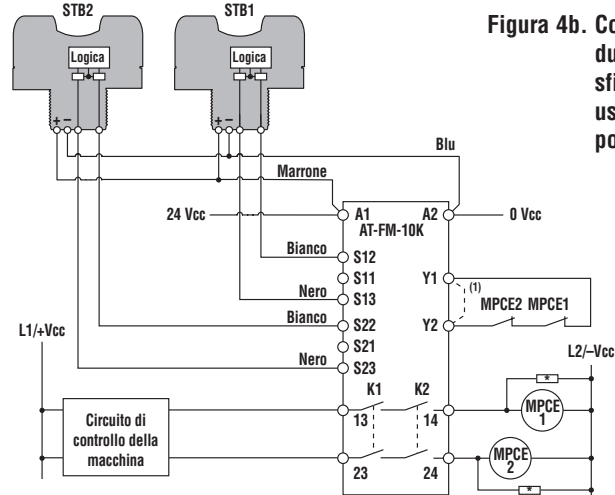 STB2
STB1
Figura 4b. Co
du
sfi
us
po
Logica
Logica
+ −
+ −
Blu
Marrone
24 Vcc
A1
A2
0 Vcc
AT-FM-10K
Bianco
S12
S11
Y1
(1)
Nero
S13
MPCE2 MPCE1
Bianco
S22
Y2
L1/+Vcc
S21
L2/–Vcc
Nero
S23
K1
K2
*
Circuito di
controllo della
macchina
13
14
MPCE
1
23
24
MPCE
2
*